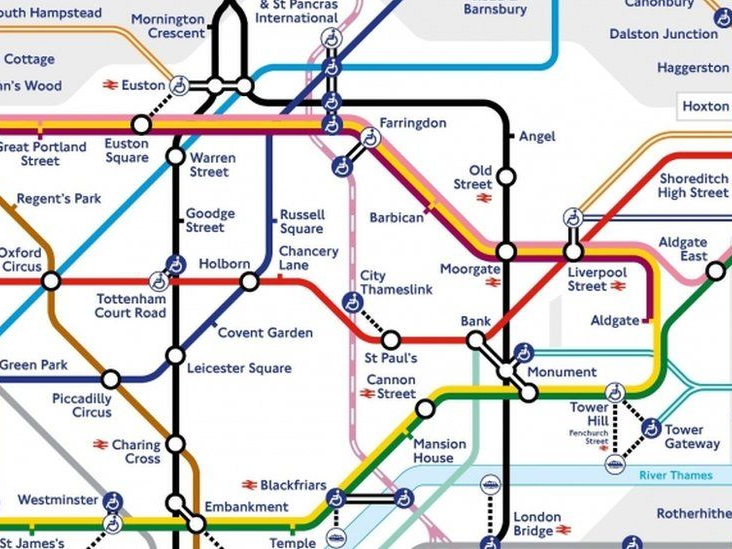 outh Hampstead
Mornington
Crescent
& St Pancras
International
Barnsbury
Canonbury
Dalston Junction
Cottage
Haggerston
n's Wood
Euston
Hoxton
Great Portland
Street
Euston
Square
Warren
Street
Farringdon
Angel
Old
Street
Shoreditch
High Street
Regent's Park
Goodge
Street
Russell
Square
Barbican
Oxford
Circus
Holborn
Chancery
Lane
Aldgate
East
Tottenham
Court Road
City
Thameslink
Moorgate
Liverpool
Street
Covent Garden
Bank
Aldgate
Green Park
Leicester Square
St Paul's
Monument
Piccadilly
Circus
Cannon
Street
Tower
Hill
Fenchurch
Street
Tower
Gateway
Charing
Cross
Mansion
House
River Thames
Blackfriars
Westminster
Embankment
London
Bridge
Rotherhithe
St James's
Temple